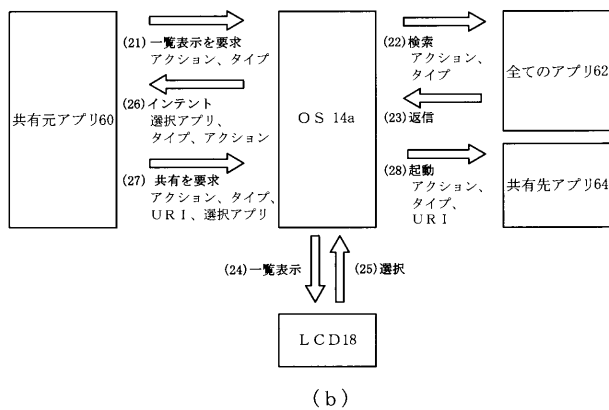 (21) 一覧表示を要求
アクション、タイプ
(26)インテント
選択アプリ、
タイプ、アクション
(27) 共有を要求
アクション、タイプ、
URI、選択アプリ
共有元アプリ60
OS 14a
(22)検索
アクション、
タイプ
(23)返信
(28)起動
アクション、
タイプ、
URI
全てのアプリ62
共有先アプリ64
(24)一覧表示
(25)選択
LCD18
(b)